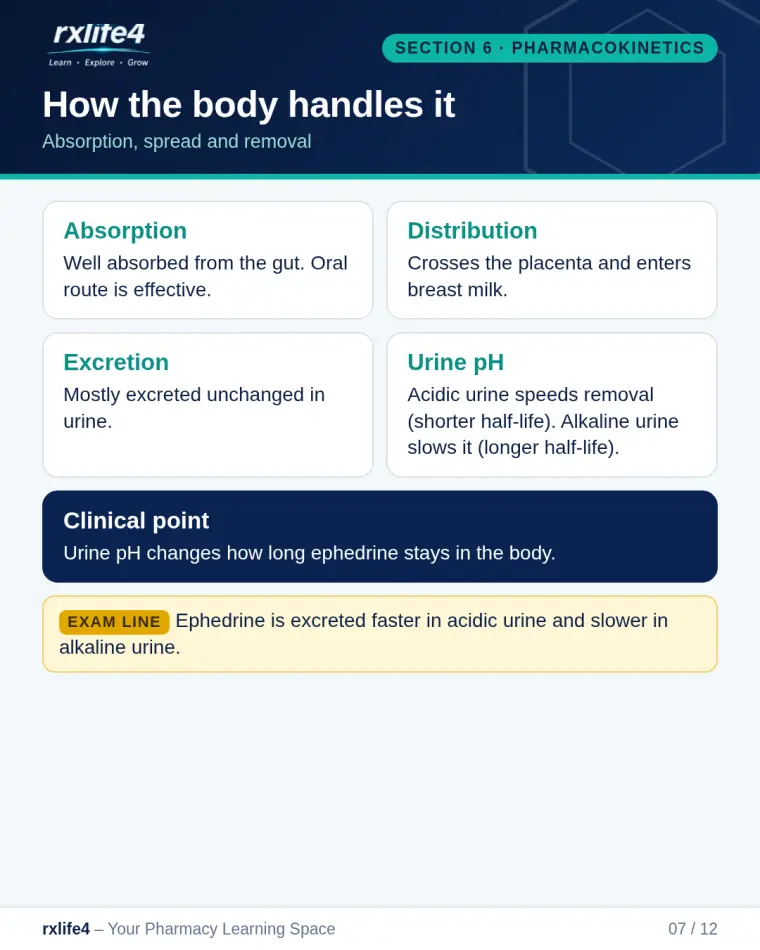 rxlite4
Learn • Explore • Grow
SECTION 6 · PHARMACOKINETICS
How the body handles it
Absorption, spread and removal
Absorption
Well absorbed from the gut. Oral
route is effective.
Distribution
Crosses the placenta and enters
breast milk.
Excretion
Mostly excreted unchanged in
urine.
Urine pH
Acidic urine speeds removal
(shorter half-life). Alkaline urine
slows it (longer half-life).
Clinical point
Urine pH changes how long ephedrine stays in the body.
EXAM LINE Ephedrine is excreted faster in acidic urine and slower in
alkaline urine.
rxlife4 – Your Pharmacy Learning Space
07 / 12